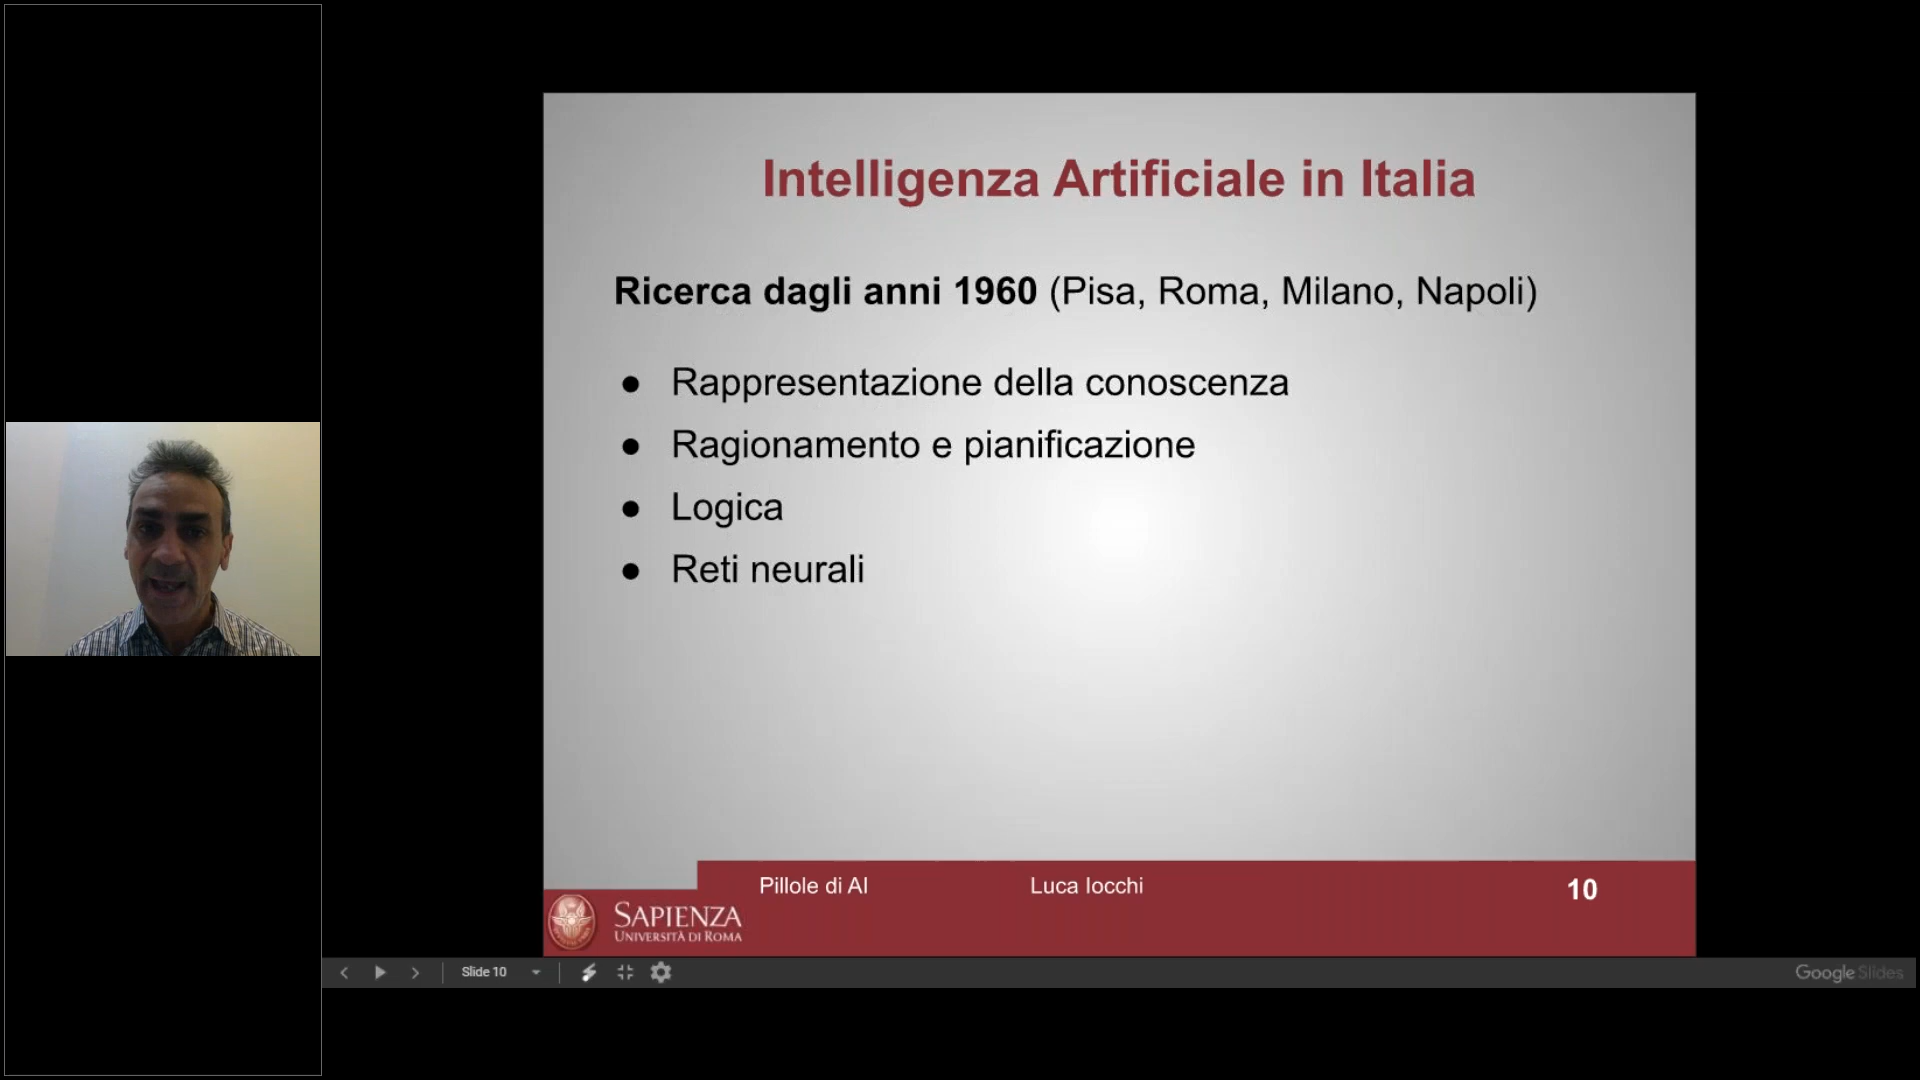 Intelligenza Artificiale in Italia
Ricerca dagli anni 1960 (Pisa, Roma, Milano, Napoli)
● Rappresentazione della conoscenza
● Ragionamento e pianificazione
● Logica
● Reti neurali
Pillole di AI Luca Iocchi 10
SAPIENZA
UNIVERSITÀ DI ROMA
Slide 10
Google Slides